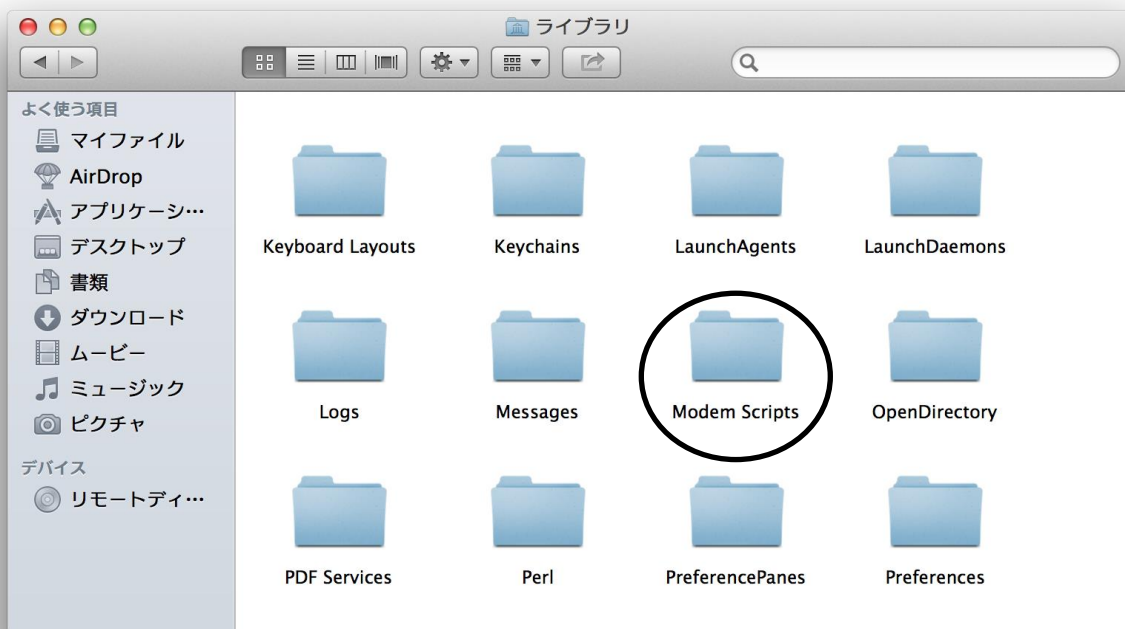 ライブラリ
よく使う項目
マイファイル
AirDrop
アプリケーシ…
デスクトップ
書類
ダウンロード
ムービー
ミュージック
ピクチャ
デバイス
リモートディ…
Keyboard Layouts
Keychains
LaunchAgents
LaunchDaemons
Logs
Messages
Modem Scripts
OpenDirectory
PDF Services
Perl
PreferencePanes
Preferences